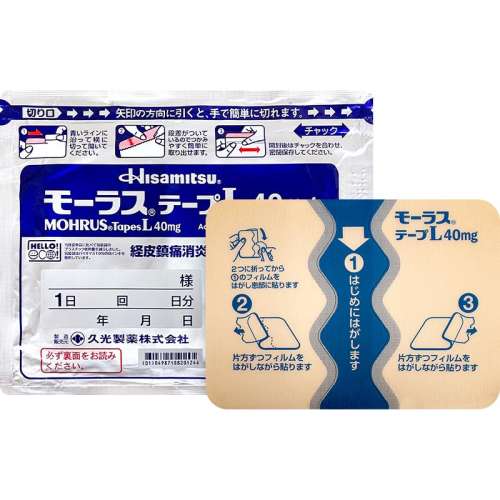 切り口
矢印の方向に引くと、手で簡単に切れます。
チャック
1
青いラインに
沿って横に
切って開いて
ください。
2
段差がついて
いるのでつかみ
やすく簡単に
取り出せます。
3
開封後はチャックを合わせ、
密閉保存してください。
Hisamitsu®
モーラス®テープL40mg
MOHRUS®Tapes L 40mg
HELLO!
経皮鎮痛消炎
様
1日 回 日分
年 月 日
製造
販売元
久光製薬株式会社
必ず裏面をお読み
ください。
(01)04987188201244
モーラス®
テープL40mg
2つに折ってから
①のフィルムを
はがし患部に貼ります
①はじめにはがします
②
片方ずつフィルムを
はがしながら貼ります
③
片方ずつフィルムを
はがしながら貼ります